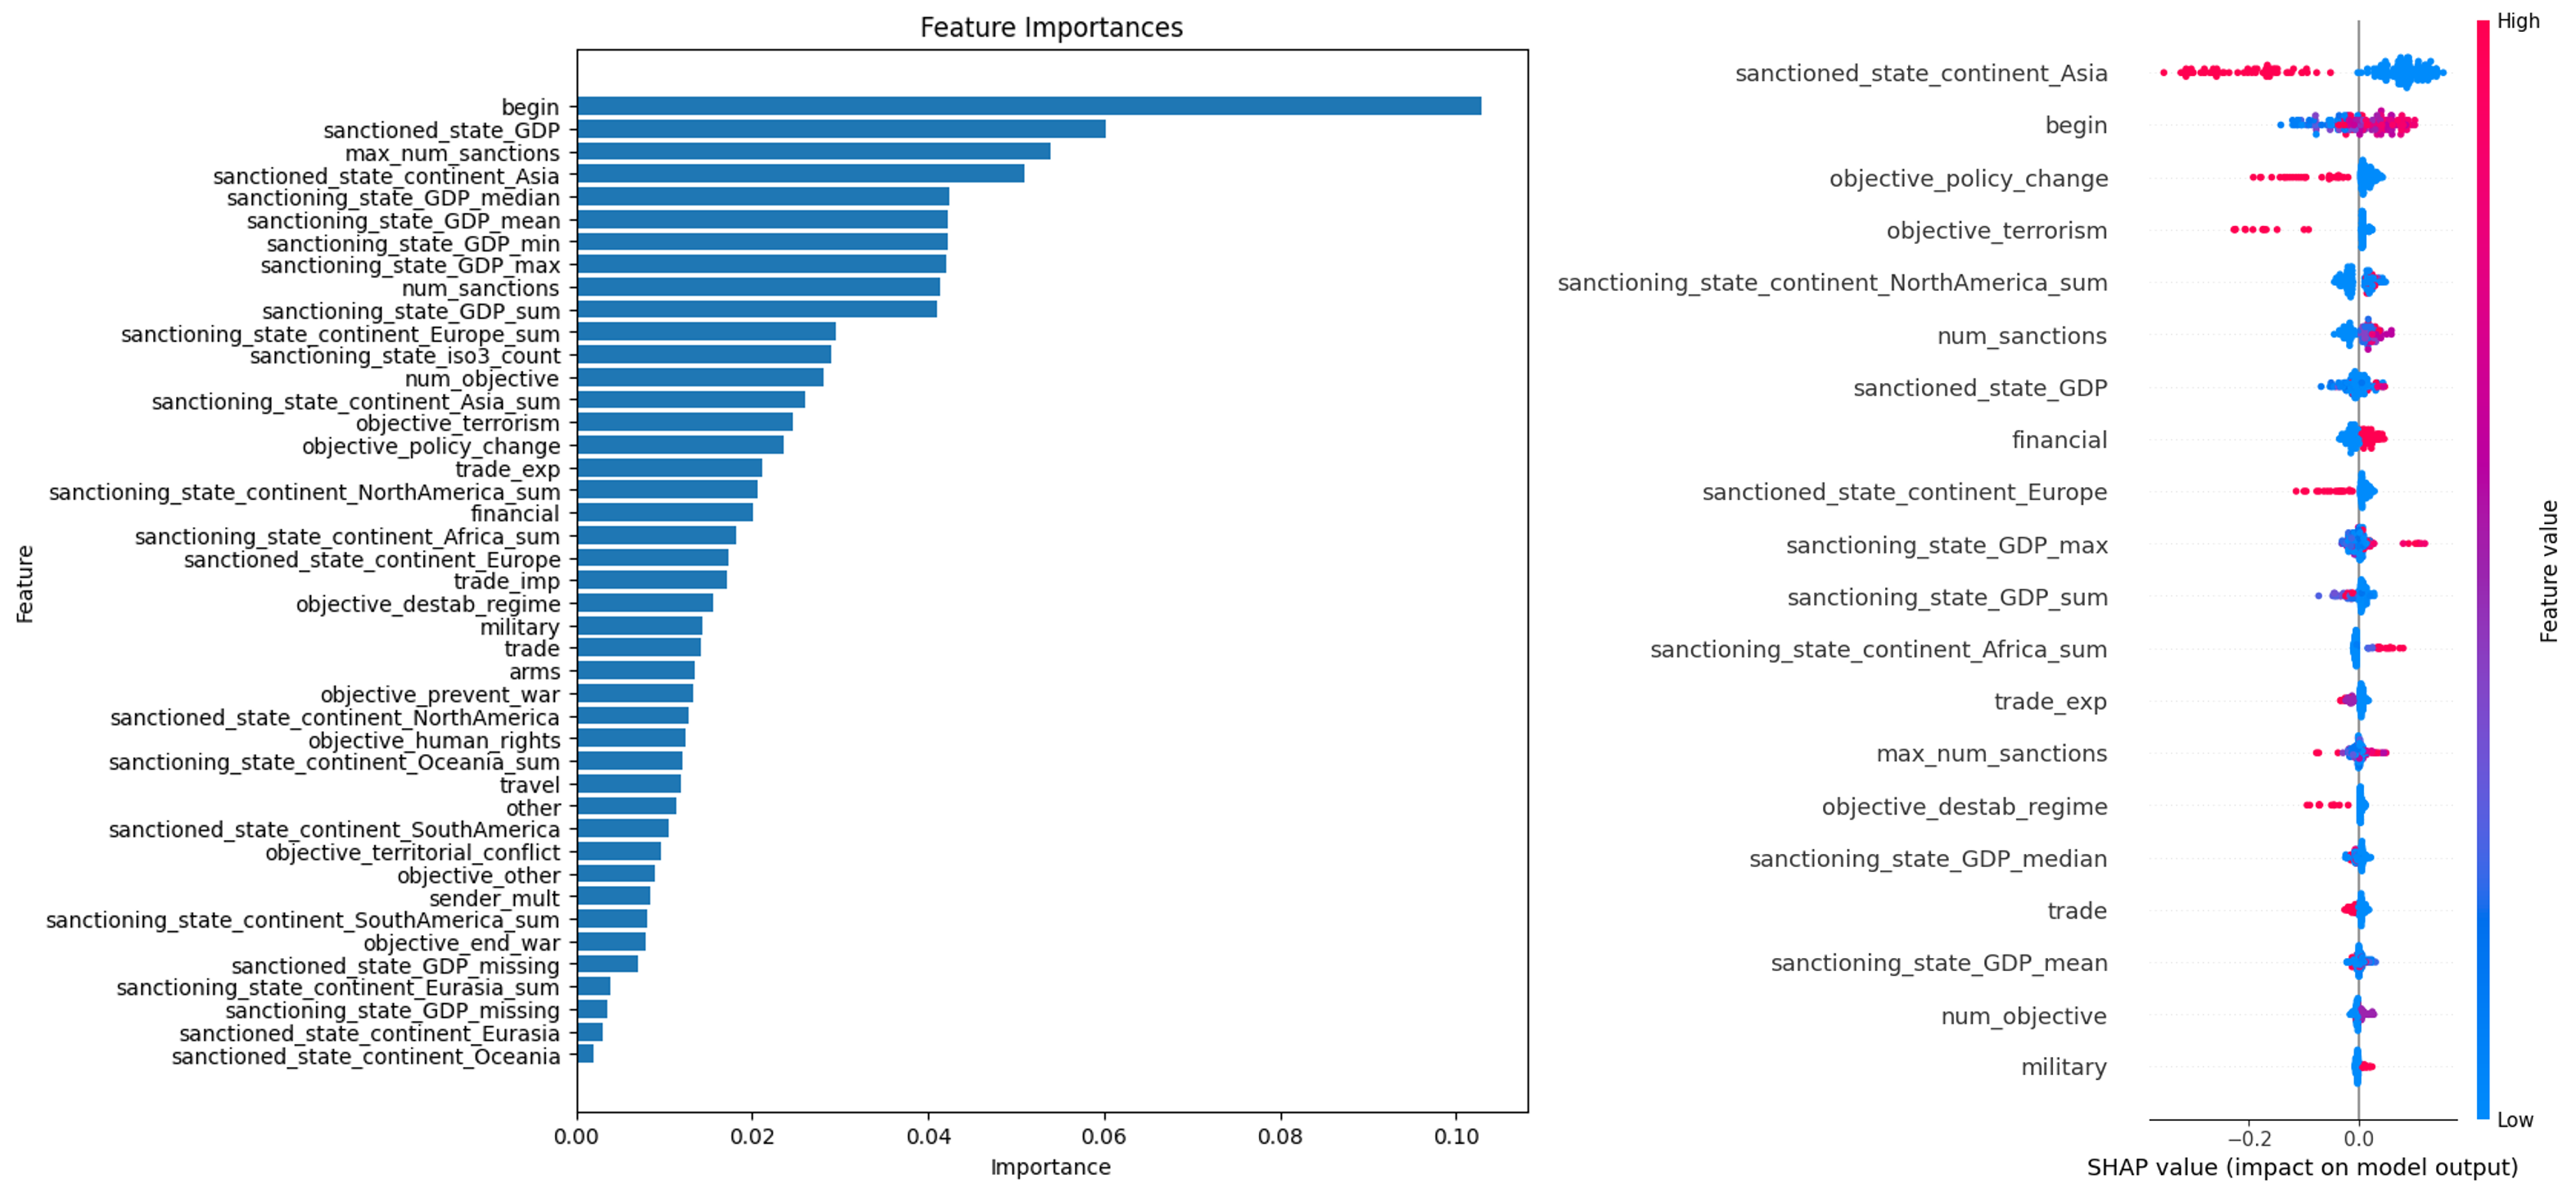 Feature Importances
Feature
begin
sanctioned_state_GDP
max_num_sanctions
sanctioned_state_continent_Asia
sanctioning_state_GDP_median
sanctioning_state_GDP_mean
sanctioning_state_GDP_min
sanctioning_state_GDP_max
num_sanctions
sanctioning_state_GDP_sum
sanctioning_state_continent_Europe_sum
sanctioning_state_iso3_count
num_objective
sanctioning_state_continent_Asia_sum
objective_terrorism
objective_policy_change
trade_exp
sanctioning_state_continent_NorthAmerica_sum
financial
sanctioning_state_continent_Africa_sum
sanctioned_state_continent_Europe
trade_imp
objective_destab_regime
military
trade
arms
objective_prevent_war
sanctioned_state_continent_NorthAmerica
objective_human_rights
sanctioning_state_continent_Oceania_sum
travel
other
sanctioned_state_continent_SouthAmerica
objective_territorial_conflict
objective_other
sender_mult
sanctioning_state_continent_SouthAmerica_sum
objective_end_war
sanctioned_state_GDP_missing
sanctioning_state_continent_Eurasia_sum
sanctioning_state_GDP_missing
sanctioned_state_continent_Eurasia
sanctioned_state_continent_Oceania
0.00 0.02 0.04 0.06 0.08 0.10
Importance
sanctioned_state_continent_Asia
begin
objective_policy_change
objective_terrorism
sanctioning_state_continent_NorthAmerica_sum
num_sanctions
sanctioned_state_GDP
financial
sanctioned_state_continent_Europe
sanctioning_state_GDP_max
sanctioning_state_GDP_sum
sanctioning_state_continent_Africa_sum
trade_exp
max_num_sanctions
objective_destab_regime
sanctioning_state_GDP_median
trade
sanctioning_state_GDP_mean
num_objective
military
−0.2 0.0
SHAP value (impact on model output)
High
Low
Feature value